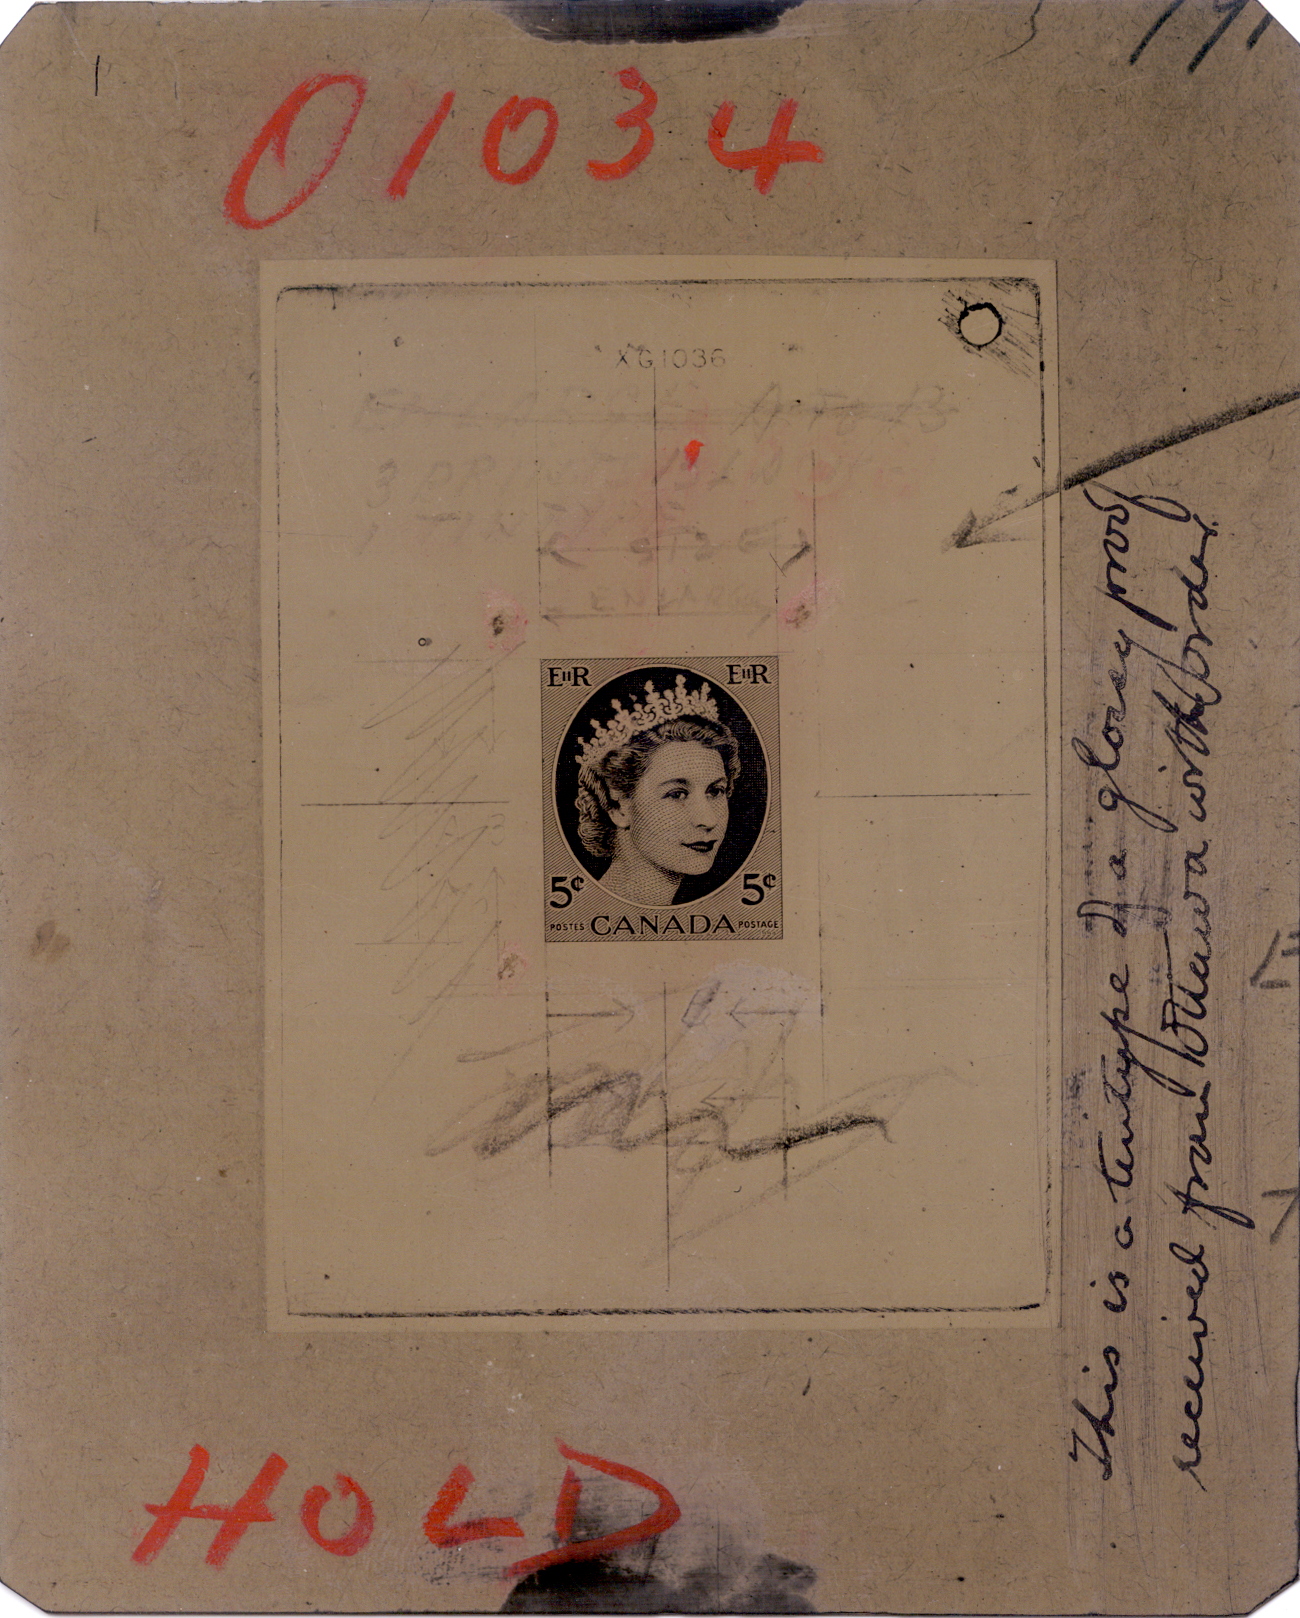 01034
XG1036
SIZE
EIIR EIIR
5¢ 5¢
POSTES CANADA POSTAGE
HOLD
This is a tintype of a glossy proof
received from Ottawa with order